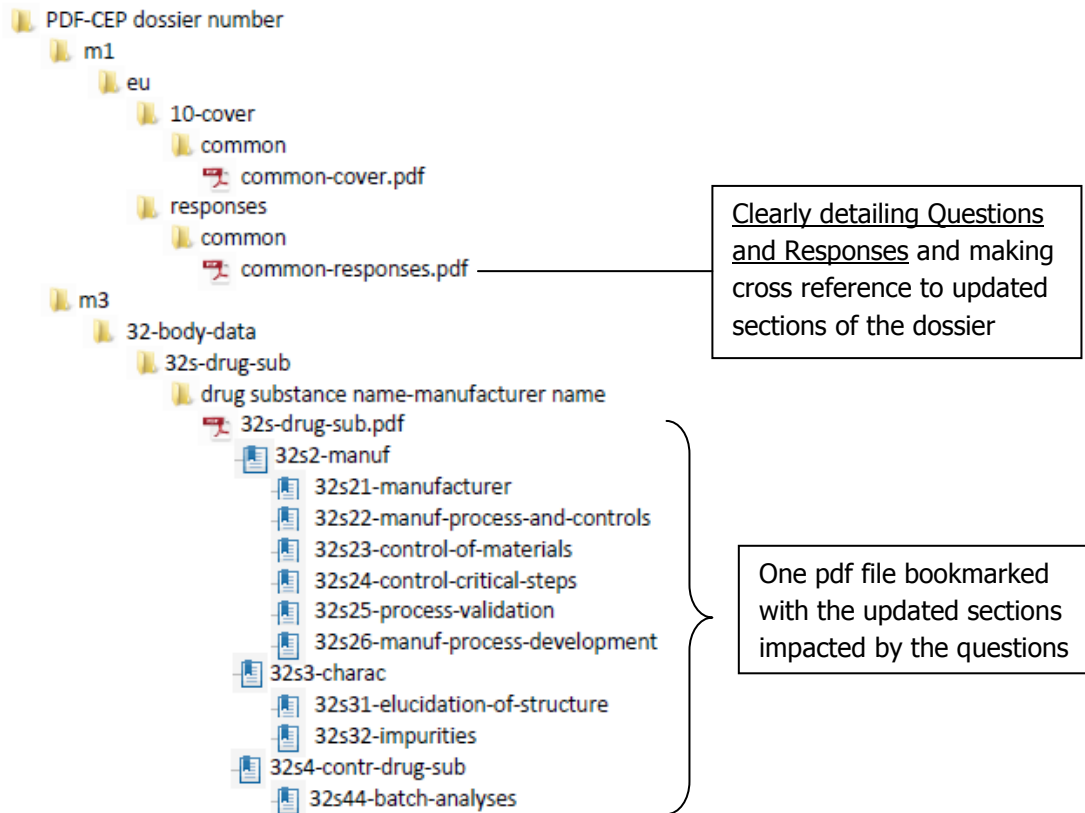 PDF-CEP dossier number
m1
eu
10-cover
common
common-cover.pdf
responses
common
common-responses.pdf
Clearly detailing Questions
and Responses and making
cross reference to updated
sections of the dossier
m3
32-body-data
32s-drug-sub
drug substance name-manufacturer name
32s-drug-sub.pdf
32s2-manuf
32s21-manufacturer
32s22-manuf-process-and-controls
32s23-control-of-materials
32s24-control-critical-steps
32s25-process-validation
32s26-manuf-process-development
32s3-charac
32s31-elucidation-of-structure
32s32-impurities
32s4-contr-drug-sub
32s44-batch-analyses
One pdf file bookmarked
with the updated sections
impacted by the questions